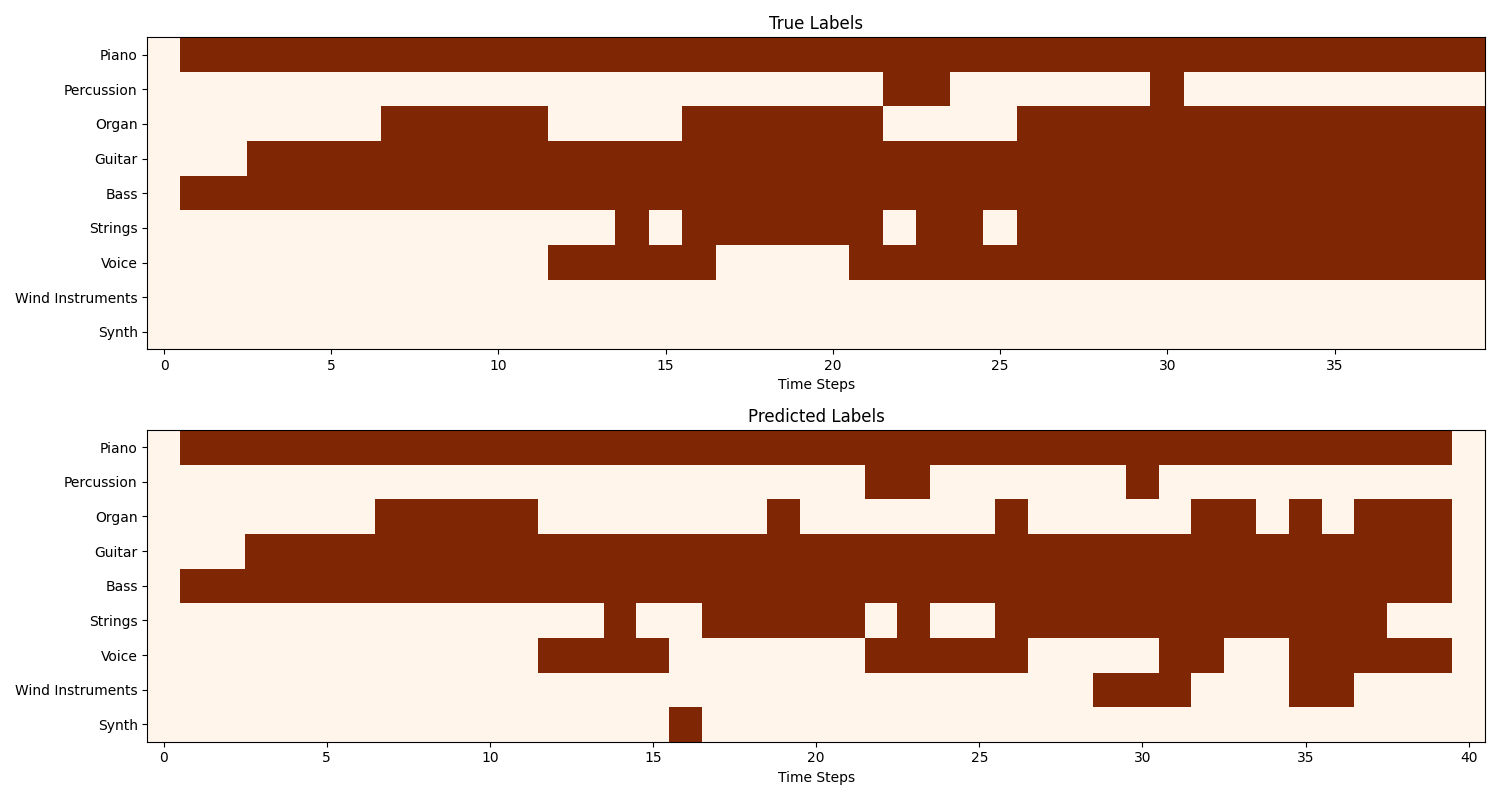 True Labels
Piano
Percussion
Organ
Guitar
Bass
Strings
Voice
Wind Instruments
Synth
0 5 10 15 20 25 30 35
Time Steps
Predicted Labels
Piano
Percussion
Organ
Guitar
Bass
Strings
Voice
Wind Instruments
Synth
0 5 10 15 20 25 30 35 40
Time Steps